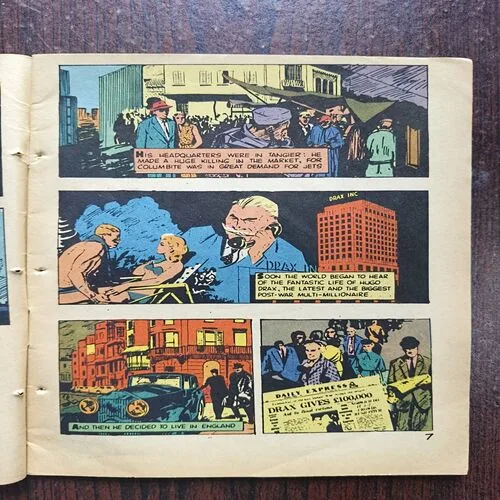 HIS HEADQUARTERS WERE IN TANGIER: HE
MADE A HUGE KILLING IN THE MARKET, FOR
COLUMBITE WAS IN GREAT DEMAND FOR JETS
DRAX INC
DRAX IN
SOON THE WORLD BEGAN TO HEAR
OF THE FANTASTIC LIFE OF HUGO
DRAX, THE LATEST AND THE BIGGEST
POST-WAR MULTI-MILLIONAIRE . . .
AND THEN HE DECIDED TO LIVE IN ENGLAND
DAILY EXPRESS
DRAX GIVES £100,000
7